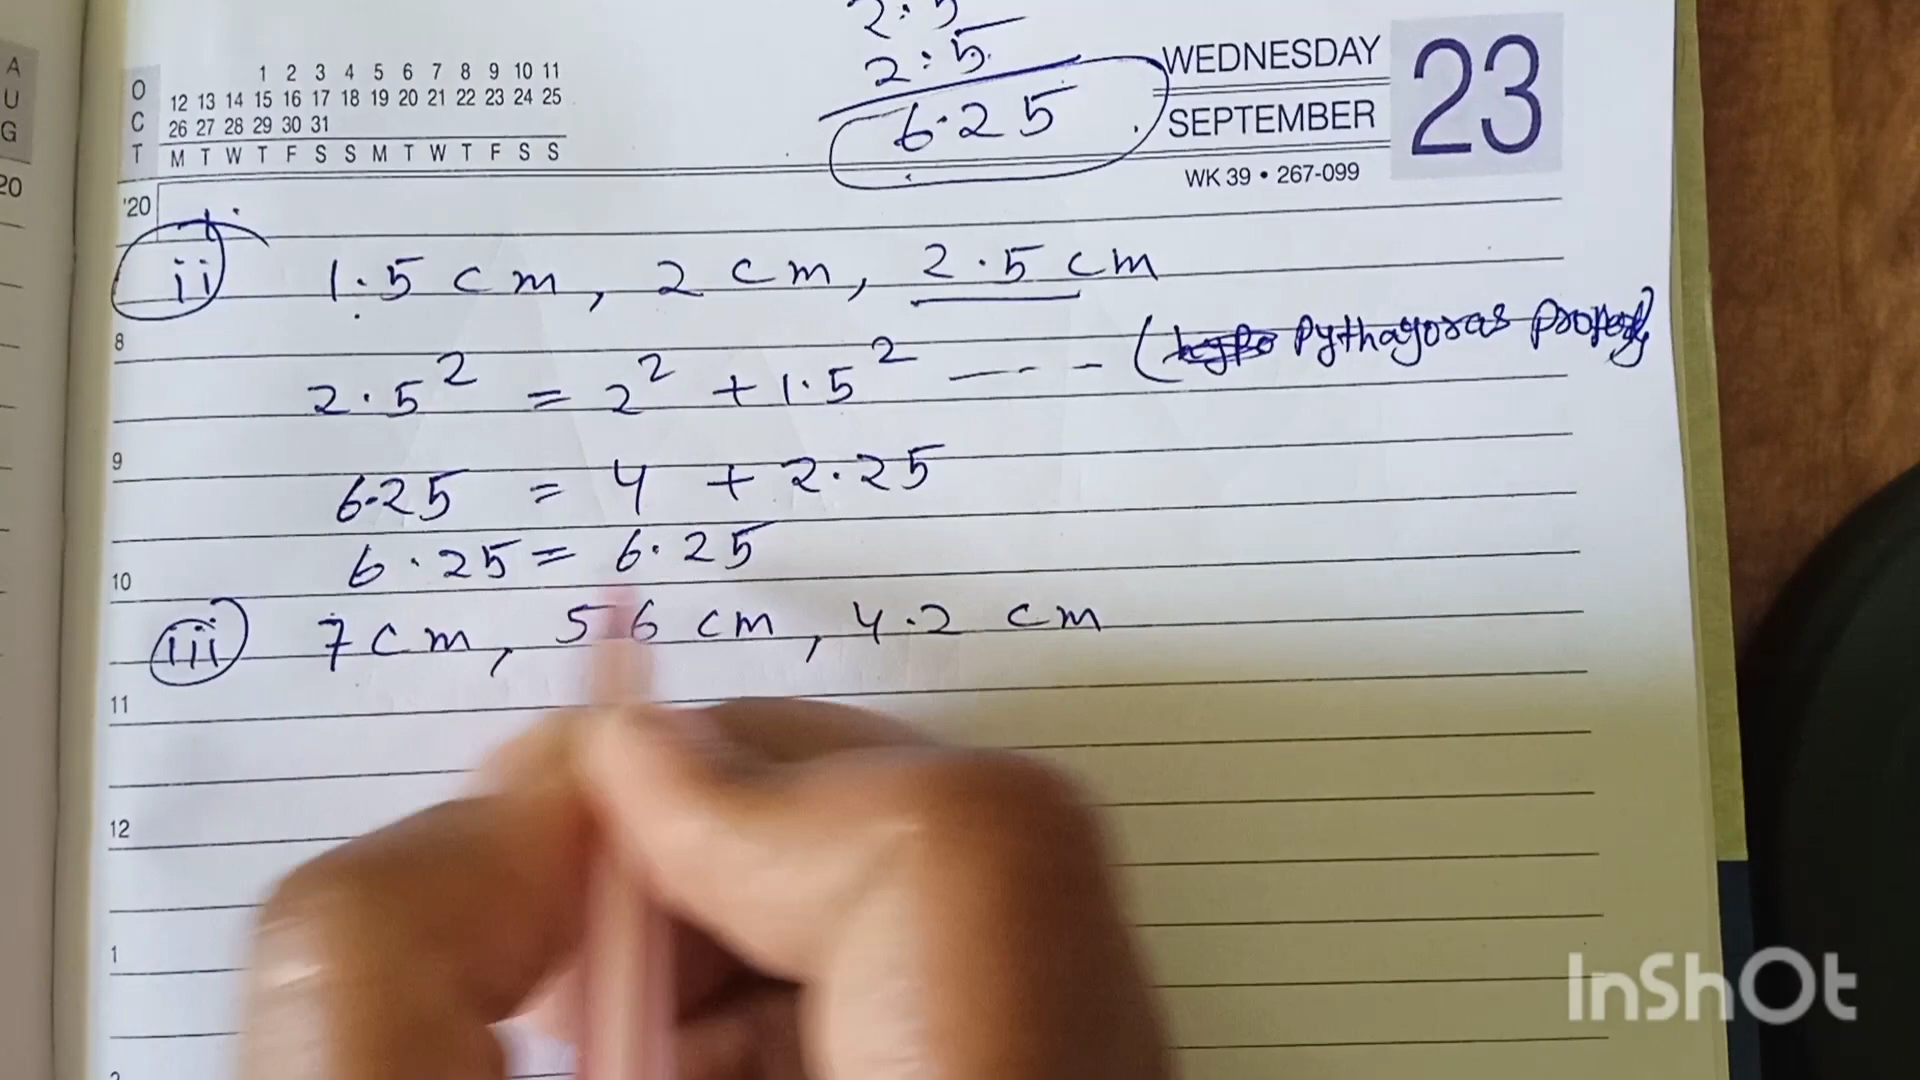 A
U
G
20
2.5
2.5
6.25
WEDNESDAY
SEPTEMBER
23
WK 39 • 267-099
O
C
T
1 2 3 4 5 6 7 8 9 10 11
12 13 14 15 16 17 18 19 20 21 22 23 24 25
26 27 28 29 30 31
M T W T F S S M T W T F S S
'20
ii 1.5 cm, 2 cm, 2.5 cm
8
2.5² = 2² + 1.5² ---- (Pythagoras property)
9
6.25 = 4 + 2.25
6.25 = 6.25
10
iii 7cm, 5.6 cm, 4.2 cm
11
12
1
InShOt